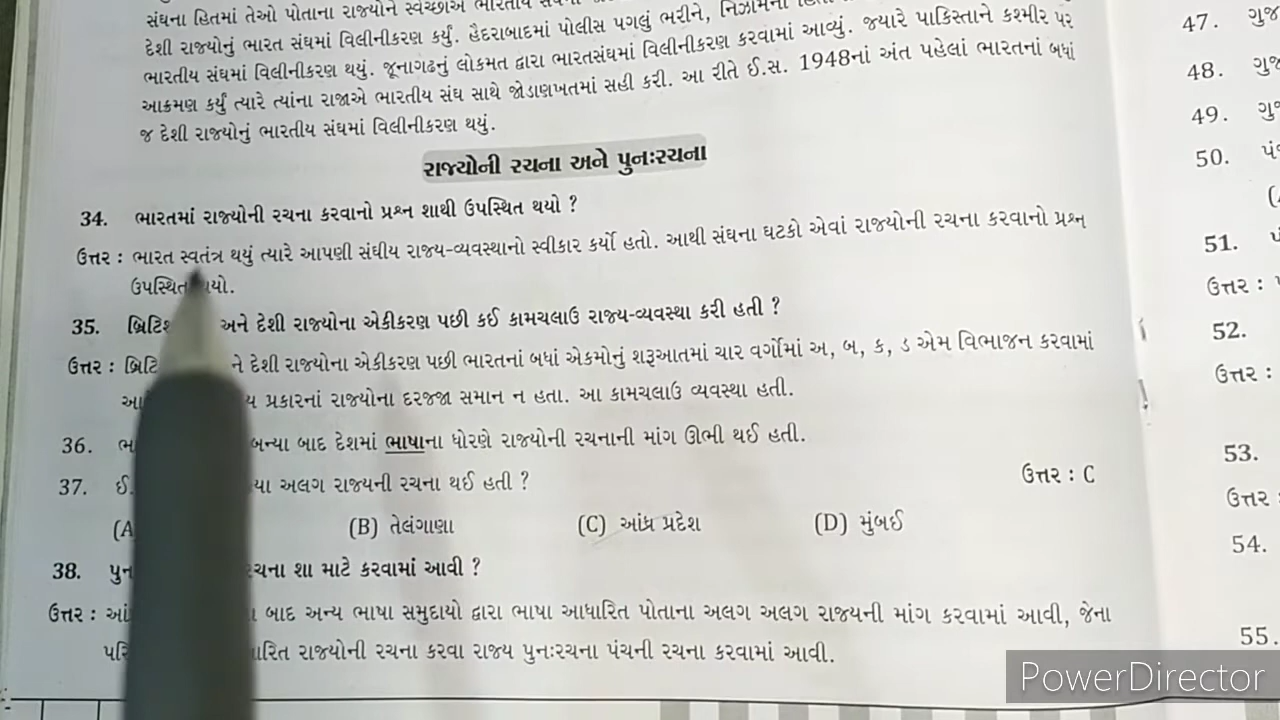 સંઘના હિતમાં તેઓ પોતાના રાજ્યોને સ્વેચ્છાએ ભારતીય
દેશી રાજ્યોનું ભારત સંઘમાં વિલીનીકરણ કર્યું. હૈદરાબાદમાં પોલીસ પગલું ભરીને,
ભારતીય સંઘમાં વિલીનીકરણ થયું. જૂનાગઢનું લોકમત દ્વારા ભારતસંઘમાં વિલીનીકરણ કરવામાં આવ્યું. જ્યારે પાકિસ્તાને કશ્મીર પર
આક્રમણ કર્યું ત્યારે ત્યાંના રાજાએ ભારતીય સંઘ સાથે જોડાણખતમાં સહી કરી. આ રીતે ઈ.સ. 1948નાં અંત પહેલાં ભારતનાં બધાં
જ દેશી રાજ્યોનું ભારતીય સંઘમાં વિલીનીકરણ થયું.
રાજ્યોની રચના અને પુનઃરચના
34. ભારતમાં રાજ્યોની રચના કરવાનો પ્રશ્ન શાથી ઉપસ્થિત થયો ?
ઉત્તર : ભારત સ્વતંત્ર થયું ત્યારે આપણી સંઘીય રાજ્ય-વ્યવસ્થાનો સ્વીકાર કર્યો હતો. આથી સંઘના ઘટકો એવાં રાજ્યોની રચના કરવાનો પ્રશ્ન
ઉપસ્થિત થયો.
35. અને દેશી રાજ્યોના એકીકરણ પછી કઈ કામચલાઉ રાજ્ય-વ્યવસ્થા કરી હતી ?
ઉત્તર : દેશી રાજ્યોના એકીકરણ પછી ભારતનાં બધાં એકમોનું શરૂઆતમાં ચાર વર્ગોમાં અ, બ, ક, ડ એમ વિભાજન કરવામાં
પ્રકારનાં રાજ્યોના દરજ્જા સમાન ન હતા. આ કામચલાઉ વ્યવસ્થા હતી.
36. બન્યા બાદ દેશમાં ભાષાના ધોરણે રાજ્યોની રચનાની માંગ ઊભી થઈ હતી.
37. અલગ રાજ્યની રચના થઈ હતી ? ઉત્તર : C
(B) તેલંગાણા (C) આંધ્ર પ્રદેશ (D) મુંબઈ
38. શા માટે કરવામાં આવી ?
ઉત્તર : બાદ અન્ય ભાષા સમુદાયો દ્વારા ભાષા આધારિત પોતાના અલગ અલગ રાજ્યની માંગ કરવામાં આવી, જેના
રાજ્યોની રચના કરવા રાજ્ય પુનઃરચના પંચની રચના કરવામાં આવી.
47.
48.
49.
50.
51.
ઉત્તર :
52.
ઉત્તર :
53.
ઉત્તર :
54.
55.
PowerDirector